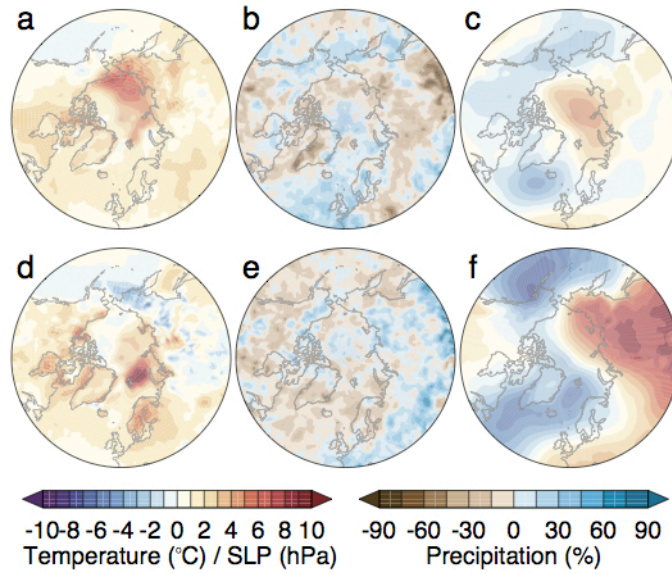 a b c
d e f
-10 -8 -6 -4 -2 0 2 4 6 8 10 -90 -60 -30 0 30 60 90
Temperature (°C) / SLP (hPa) Precipitation (%)